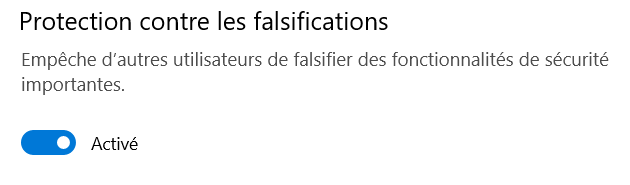 Protection contre les falsifications
Empêche d’autres utilisateurs de falsifier des fonctionnalités de sécurité
importantes.
Activé